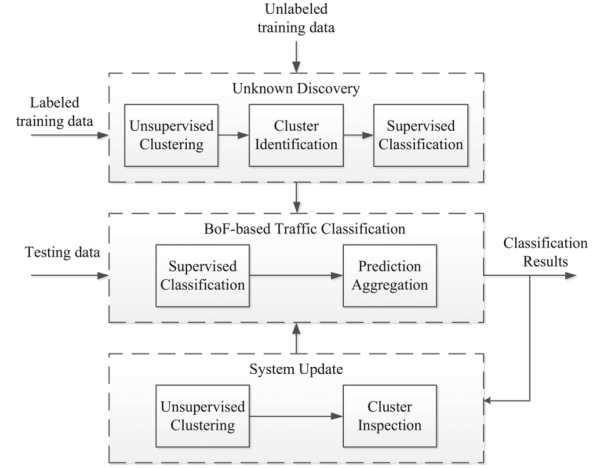 Unlabeled
training data
Unknown Discovery
Labeled
training data
Unsupervised
Clustering
Cluster
Identification
Supervised
Classification
BoF-based Traffic Classification
Testing data
Supervised
Classification
Prediction
Aggregation
Classification
Results
System Update
Unsupervised
Clustering
Cluster
Inspection